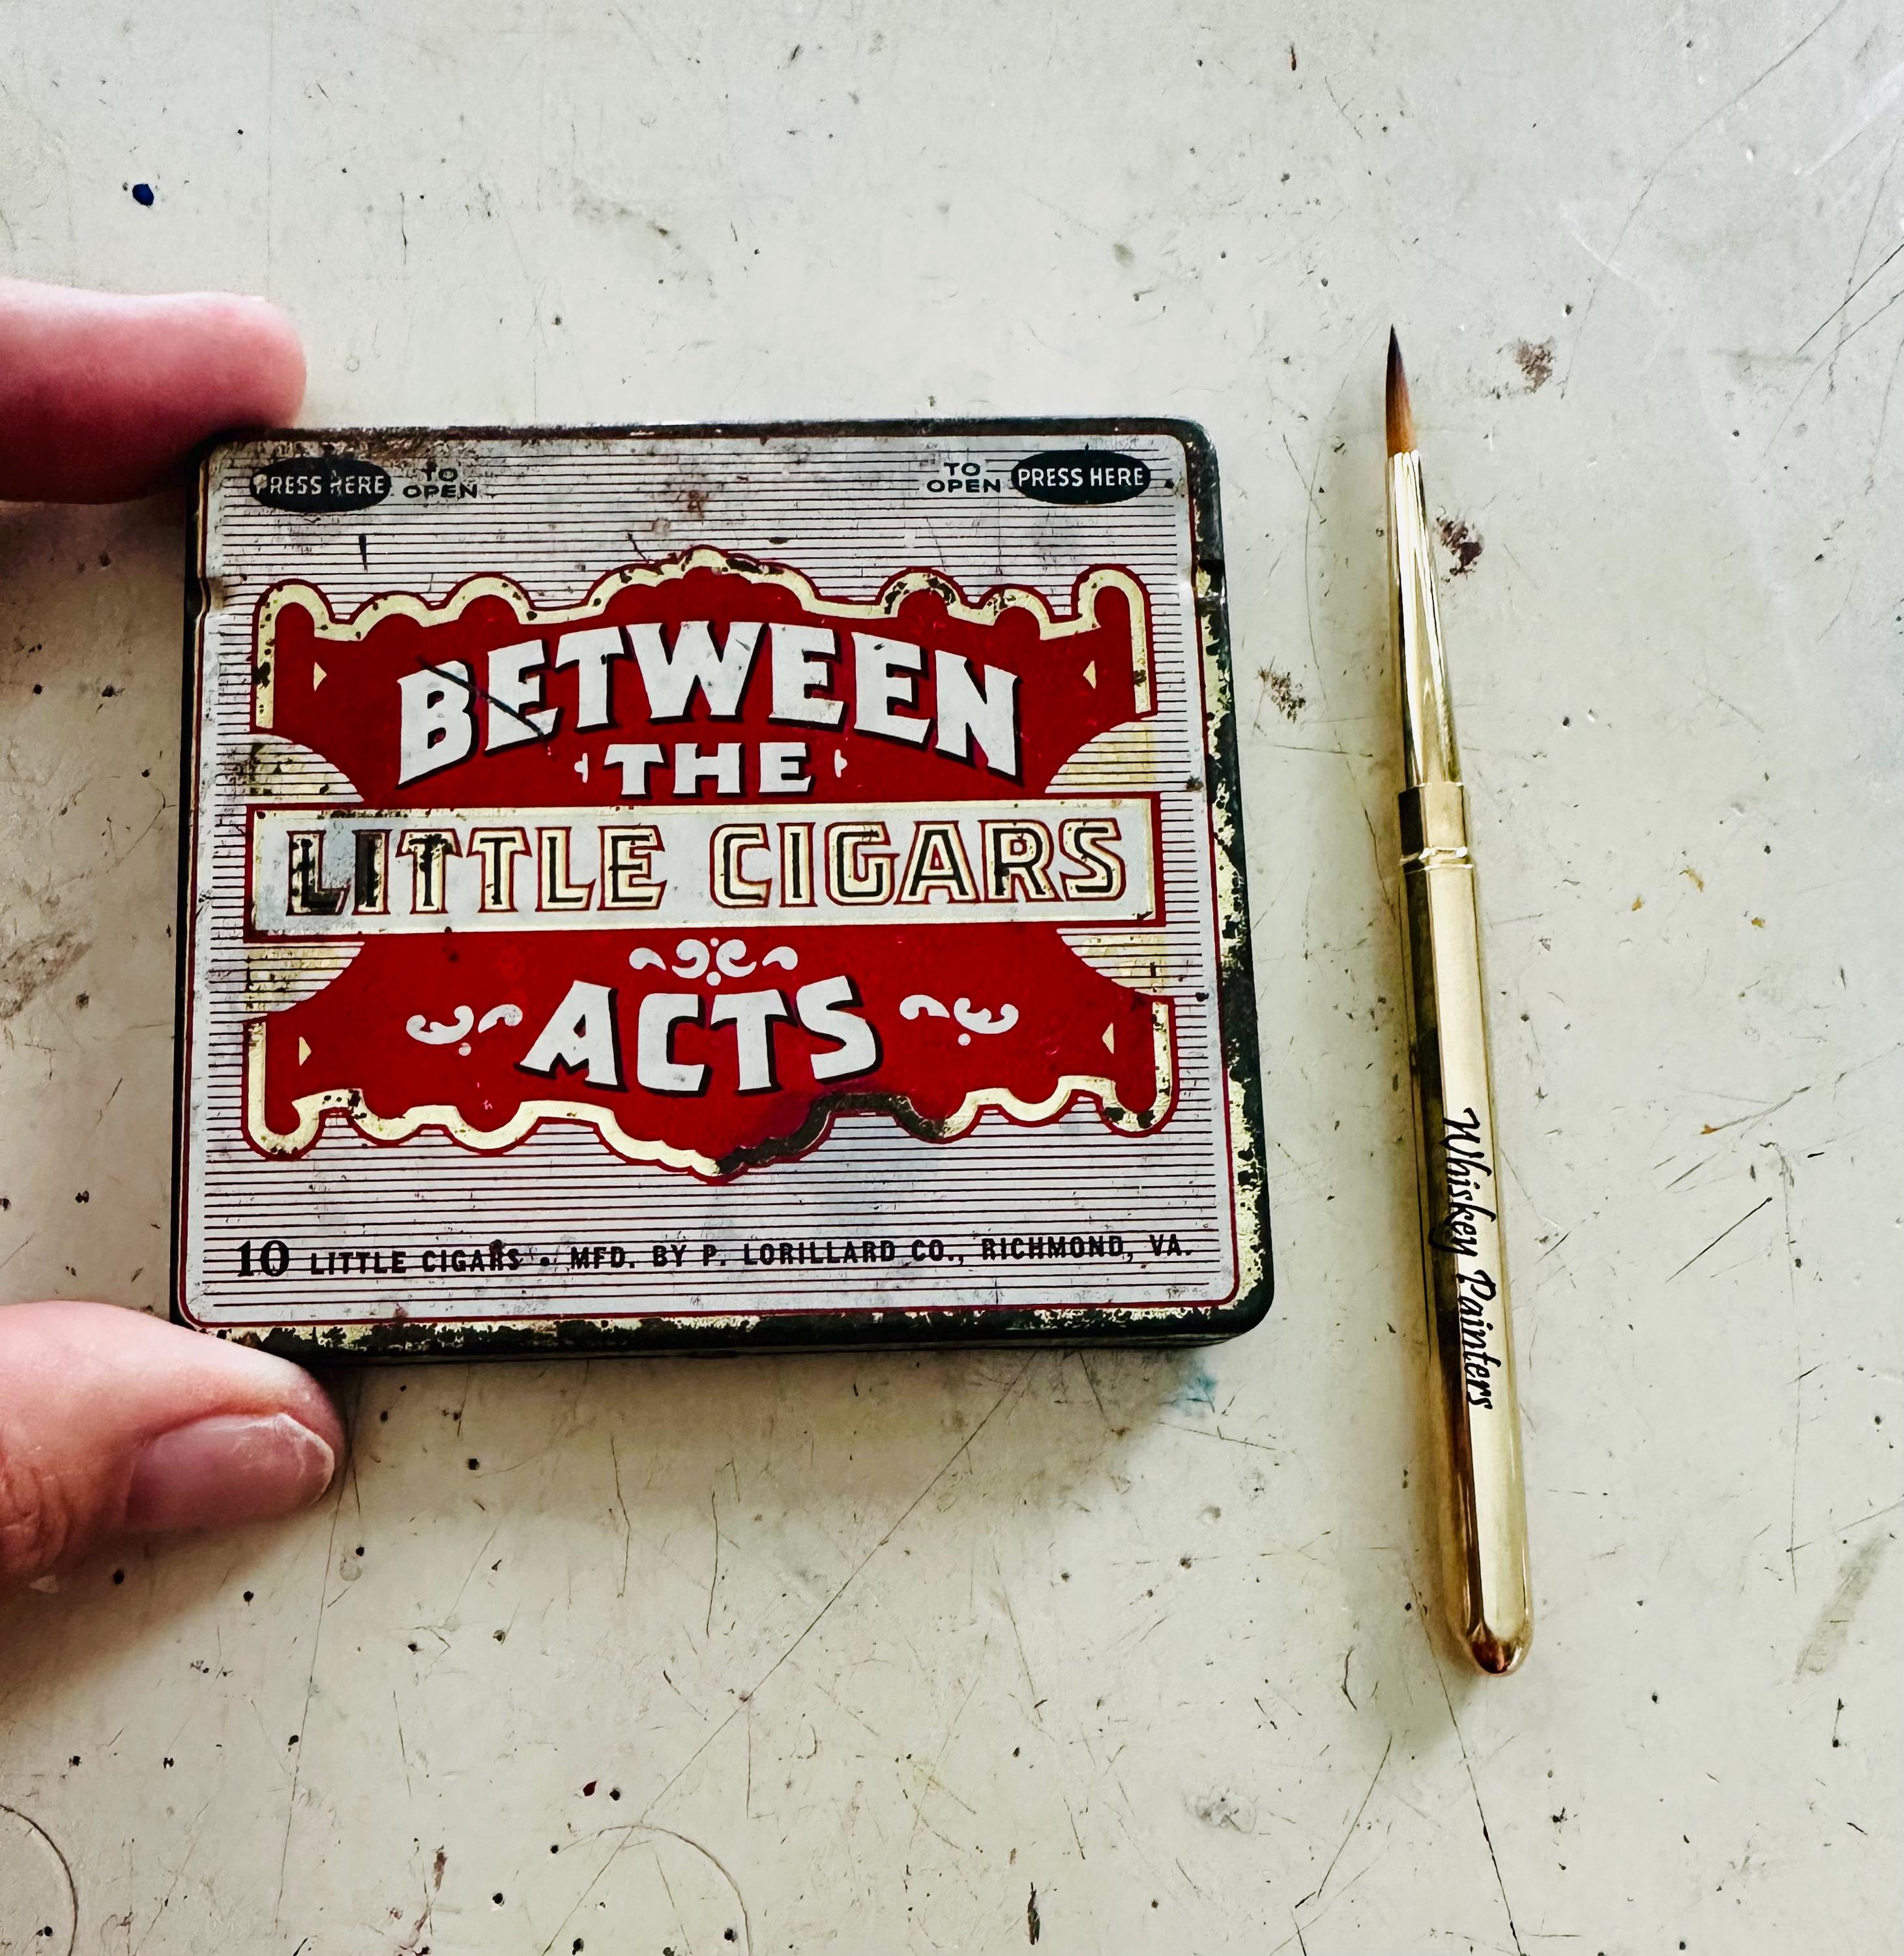 PRESS HERE TO OPEN
TO OPEN PRESS HERE
BETWEEN
THE
LITTLE CIGARS
ACTS
10 LITTLE CIGARS • MFD. BY P. LORILLARD CO., RICHMOND, VA.
Whiskey Painters